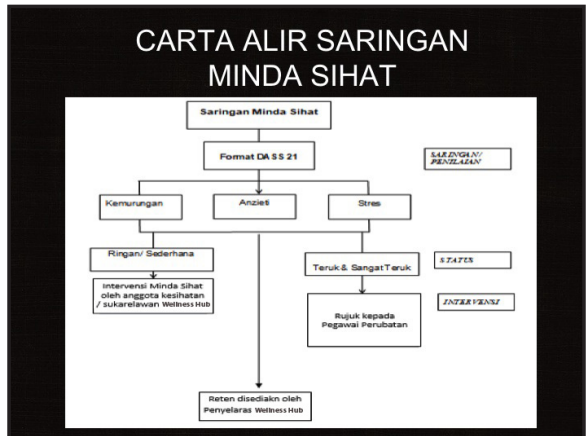 CARTA ALIR SARINGAN
MINDA SIHAT
Saringan Minda Sihat
Format DASS 21
SARINGAN/
PENILAIAN
Kemurungan
Anzieti
Stres
Ringan/ Sederhana
Teruk & Sangat Teruk
STATUS
Intervensi Minda Sihat
oleh anggota kesihatan
/ sukarelawan Wellness Hub
Rujuk kepada
Pegawai Perubatan
INTERVENSI
Reten disediakn oleh
Penyelaras Wellness Hub